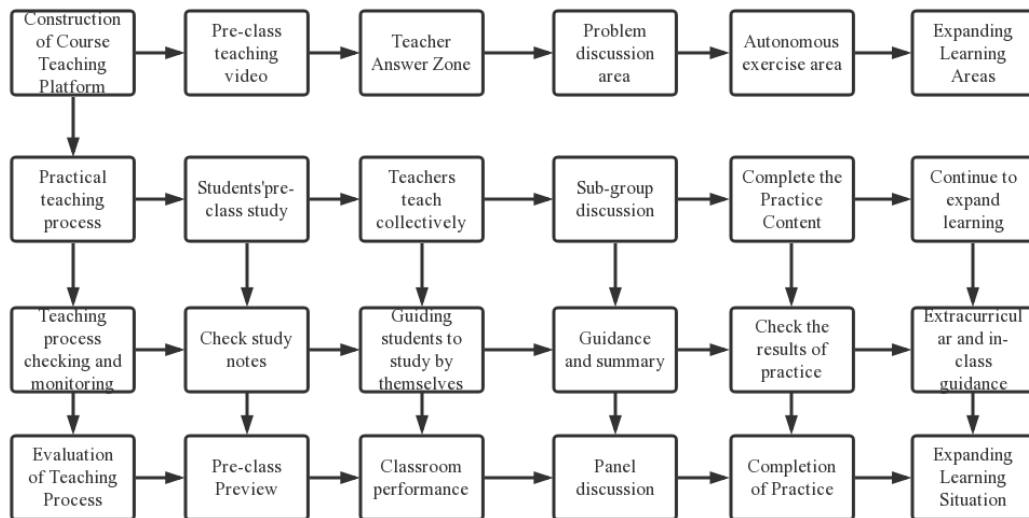 Construction
of Course
Teaching
Platform
Pre-class
teaching
video
Teacher
Answer Zone
Problem
discussion
area
Autonomous
exercise area
Expanding
Learning
Areas
Practical
teaching
process
Students'pre-
class study
Teachers
teach
collectively
Sub-group
discussion
Complete the
Practice
Content
Continue to
expand
learning
Teaching
process
checking and
monitoring
Check study
notes
Guiding
students to
study by
themselves
Guidance
and summary
Check the
results of
practice
Extracurricul
ar and in-
class
guidance
Evaluation
of Teaching
Process
Pre-class
Preview
Classroom
performance
Panel
discussion
Completion
of Practice
Expanding
Learning
Situation